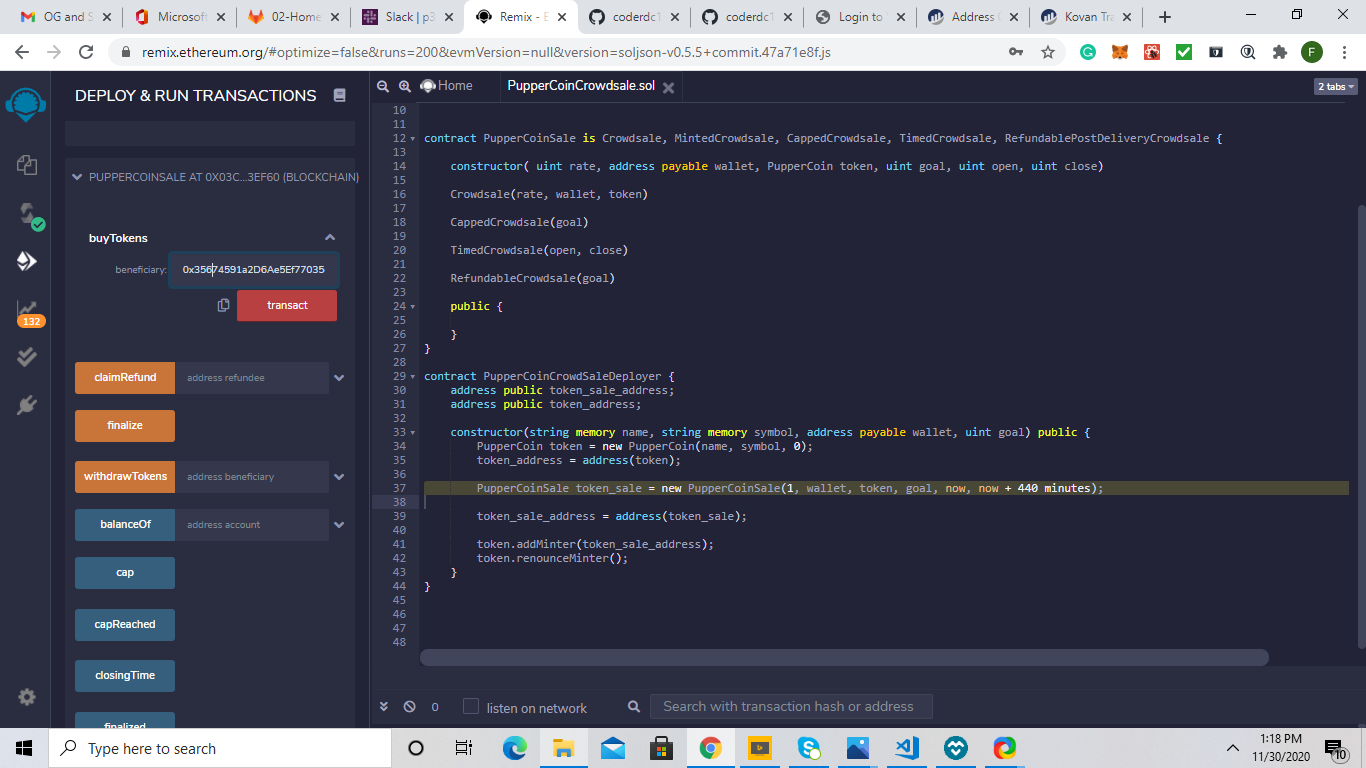 OG and S
Microsoft
02-Home
Slack | p3
Remix - E
coderdc1
coderdc1
Login to
Address
Kovan Tra
remix.ethereum.org/#optimize=false&runs=200&evmVersion=null&version=soljson-v0.5.5+commit.47a71e8f.js
F
DEPLOY & RUN TRANSACTIONS
Home
PupperCoinCrowdsale.sol
2 tabs
PUPPERCOINSALE AT 0X03C...3EF60 (BLOCKCHAIN)
buyTokens
beneficiary:
0x35674591a2D6Ae5Ef77035
transact
132
claimRefund
address refundee
finalize
withdrawTokens
address beneficiary
balanceOf
address account
cap
capReached
closingTime
finalized
10
11
12 contract PupperCoinSale is Crowdsale, MintedCrowdsale, CappedCrowdsale, TimedCrowdsale, RefundablePostDeliveryCrowdsale {
13
14 constructor( uint rate, address payable wallet, PupperCoin token, uint goal, uint open, uint close)
15
16 Crowdsale(rate, wallet, token)
17
18 CappedCrowdsale(goal)
19
20 TimedCrowdsale(open, close)
21
22 RefundableCrowdsale(goal)
23
24 public {
25
26 }
27 }
28
29 contract PupperCoinCrowdSaleDeployer {
30 address public token_sale_address;
31 address public token_address;
32
33 constructor(string memory name, string memory symbol, address payable wallet, uint goal) public {
34 PupperCoin token = new PupperCoin(name, symbol, 0);
35 token_address = address(token);
36
37 PupperCoinSale token_sale = new PupperCoinSale(1, wallet, token, goal, now, now + 440 minutes);
38
39 token_sale_address = address(token_sale);
40
41 token.addMinter(token_sale_address);
42 token.renounceMinter();
43 }
44 }
45
46
47
48
0
listen on network
Search with transaction hash or address
Type here to search
1:18 PM
11/30/2020
10